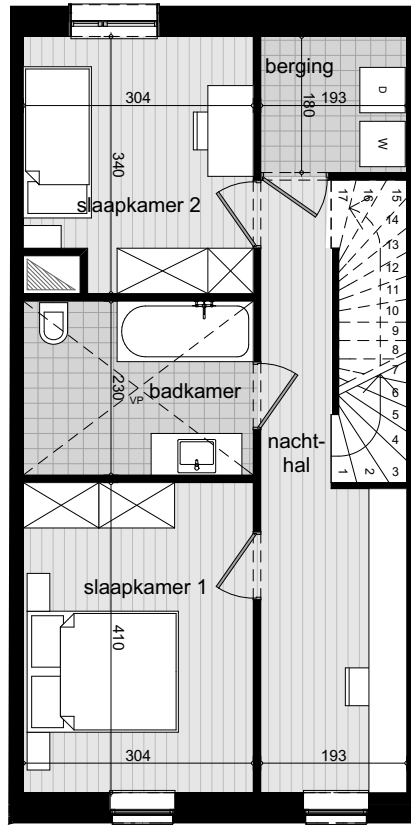 berging
304
180
193
D
W
340
slaapkamer 2
17
16
15
14
13
12
11
10
9
8
7
6
5
4
3
2
1
230
VP
badkamer
nacht-
hal
slaapkamer 1
410
304
193